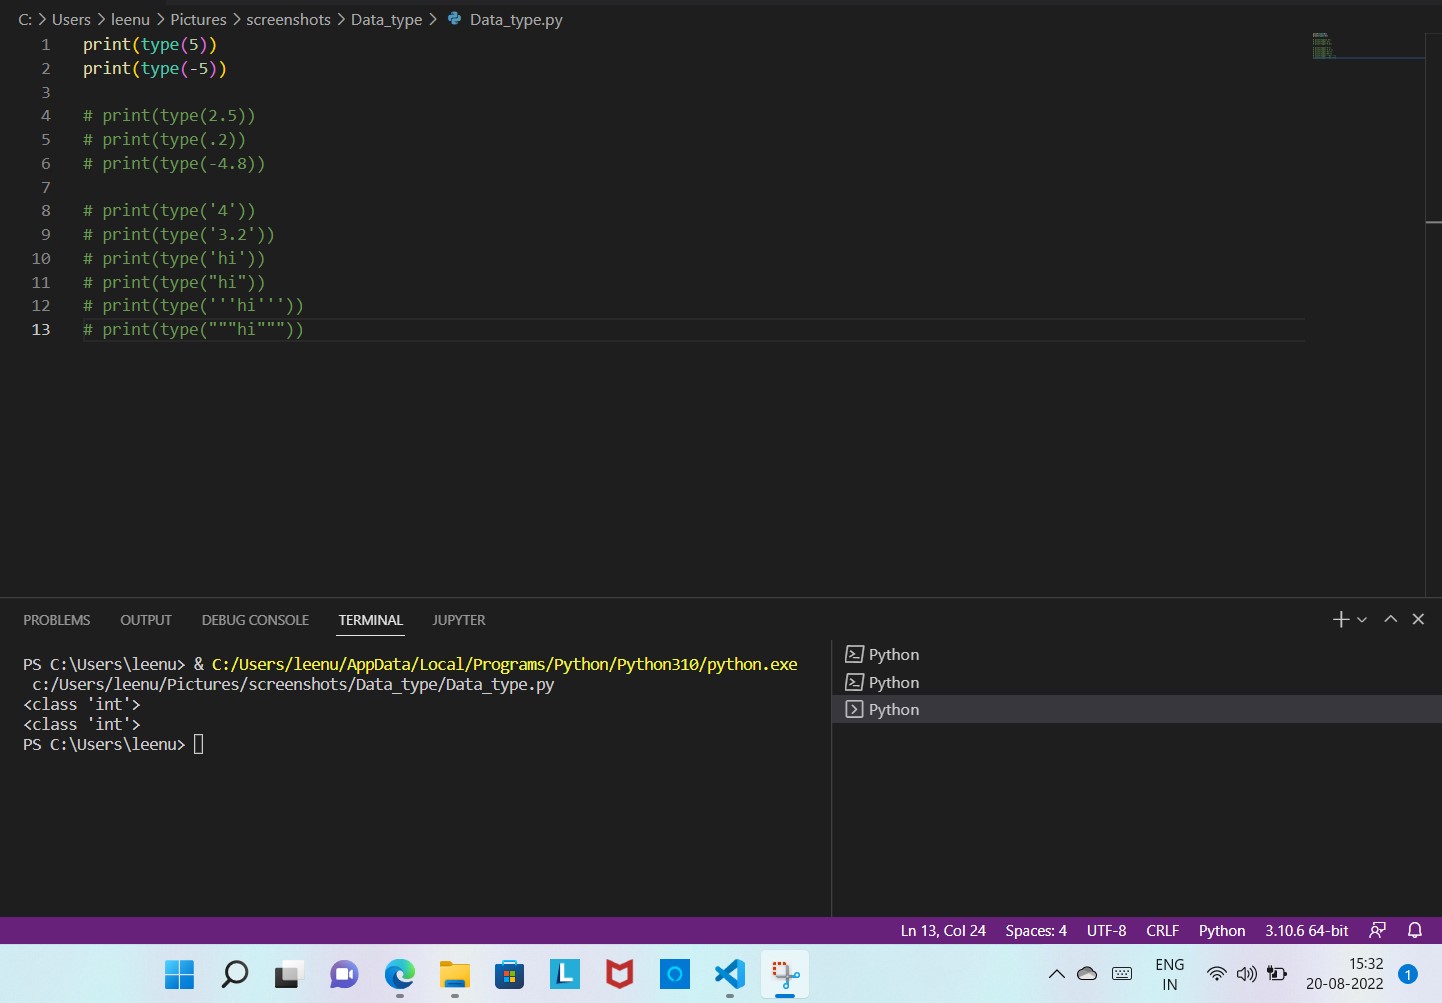 C: > Users > leenu > Pictures > screenshots > Data_type > Data_type.py
1 print(type(5))
2 print(type(-5))
3
4 # print(type(2.5))
5 # print(type(.2))
6 # print(type(-4.8))
7
8 # print(type('4'))
9 # print(type('3.2'))
10 # print(type('hi'))
11 # print(type("hi"))
12 # print(type('''hi'''))
13 # print(type("""hi"""))
PROBLEMS OUTPUT DEBUG CONSOLE TERMINAL JUPYTER
PS C:\Users\leenu> & C:/Users/leenu/AppData/Local/Programs/Python/Python310/python.exe
c:/Users/leenu/Pictures/screenshots/Data_type/Data_type.py
<class 'int'>
<class 'int'>
PS C:\Users\leenu>
Python
Python
Python
Ln 13, Col 24 Spaces: 4 UTF-8 CRLF Python 3.10.6 64-bit
L
ENG
IN
15:32
20-08-2022
1